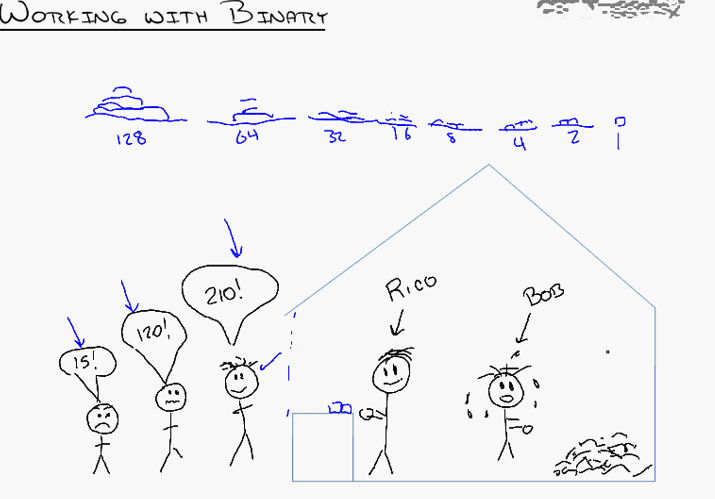 WORKING WITH BINARY
128 64 32 16 8 4 2 1
210!
120!
15!
RICO
BOB